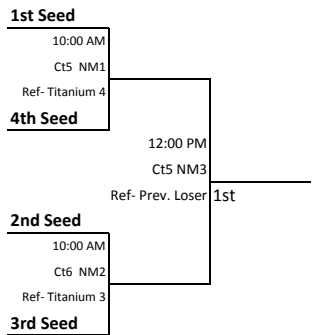 1st Seed
10:00 AM
Ct5 NM1
Ref- Titanium 4
4th Seed
12:00 PM
Ct5 NM3
Ref- Prev. Loser
1st
2nd Seed
10:00 AM
Ct6 NM2
Ref- Titanium 3
3rd Seed